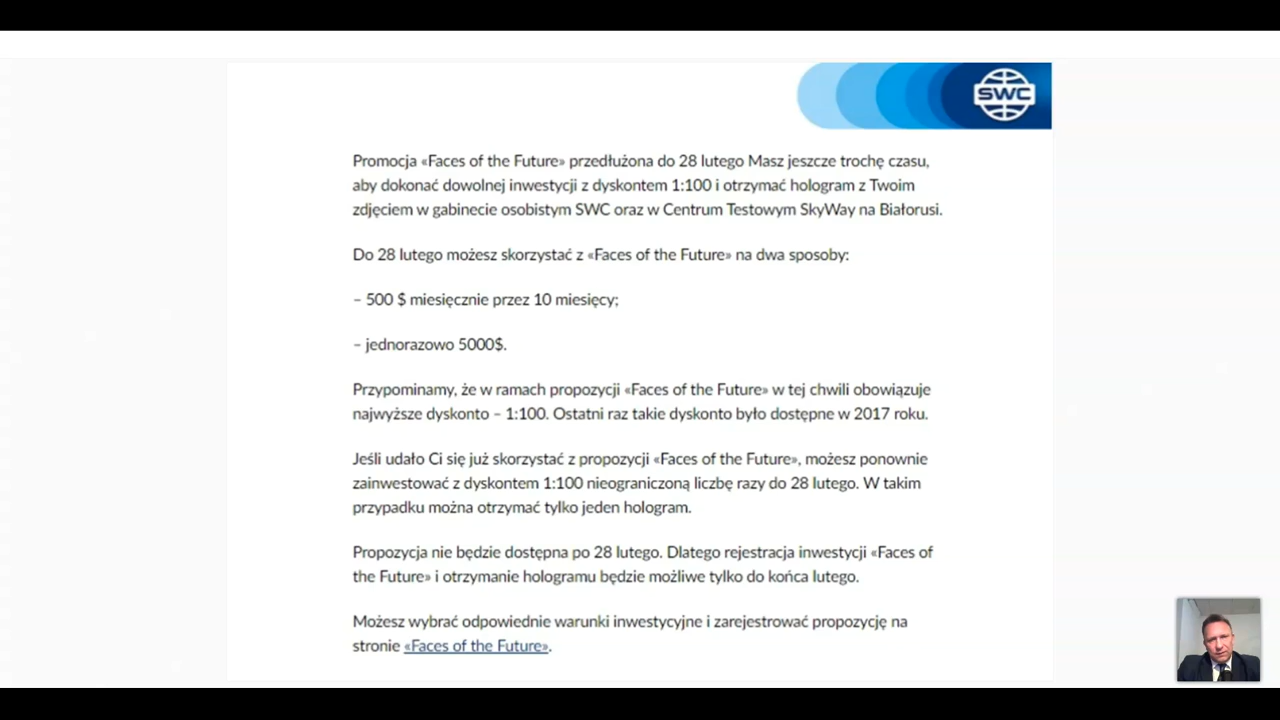 SWC
Promocja «Faces of the Future» przedłużona do 28 lutego Masz jeszcze trochę czasu,
aby dokonać dowolnej inwestycji z dyskontem 1:100 i otrzymać hologram z Twoim
zdjęciem w gabinecie osobistym SWC oraz w Centrum Testowym SkyWay na Białorusi.
Do 28 lutego możesz skorzystać z «Faces of the Future» na dwa sposoby:
– 500 $ miesięcznie przez 10 miesięcy;
– jednorazowo 5000$.
Przypominamy, że w ramach propozycji «Faces of the Future» w tej chwili obowiązuje
najwyższe dyskonto – 1:100. Ostatni raz takie dyskonto było dostępne w 2017 roku.
Jeśli udało Ci się już skorzystać z propozycji «Faces of the Future», możesz ponownie
zainwestować z dyskontem 1:100 nieograniczoną liczbę razy do 28 lutego. W takim
przypadku można otrzymać tylko jeden hologram.
Propozycja nie będzie dostępna po 28 lutego. Dlatego rejestracja inwestycji «Faces of
the Future» i otrzymanie hologramu będzie możliwe tylko do końca lutego.
Możesz wybrać odpowiednie warunki inwestycyjne i zarejestrować propozycję na
stronie «Faces of the Future».